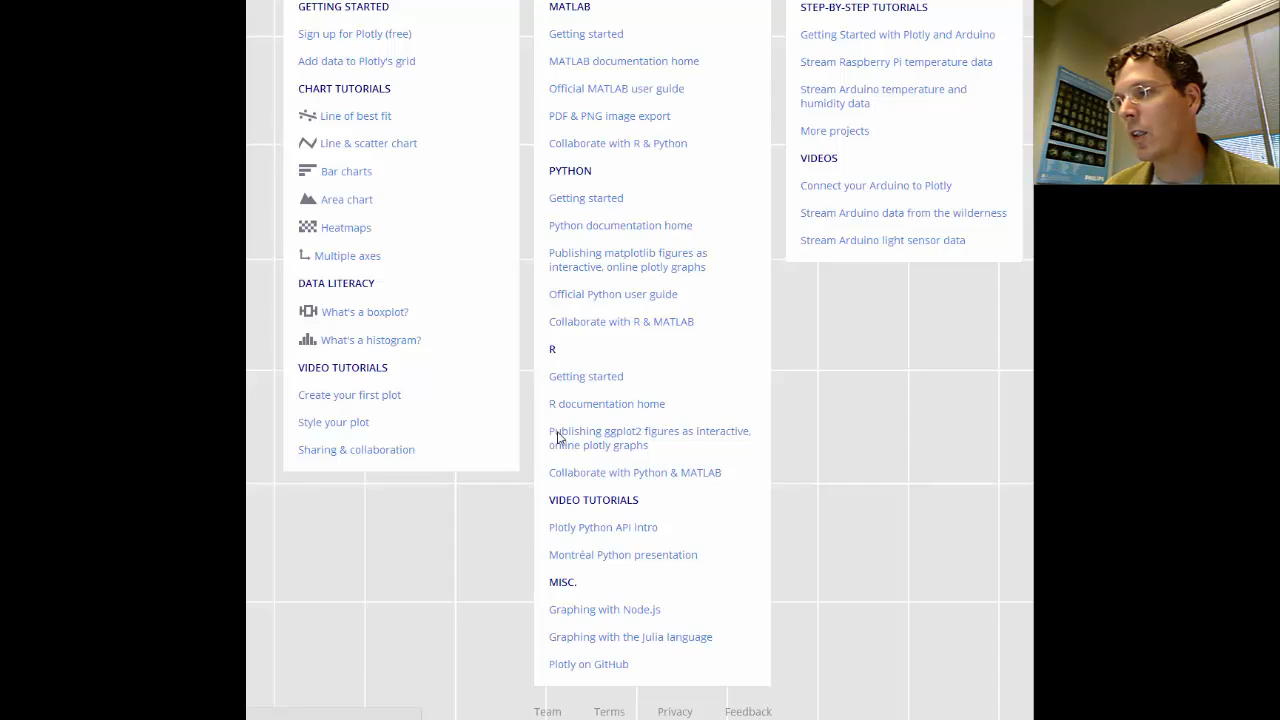 GETTING STARTED
Sign up for Plotly (free)
Add data to Plotly's grid
CHART TUTORIALS
Line of best fit
Line & scatter chart
Bar charts
Area chart
Heatmaps
Multiple axes
DATA LITERACY
What's a boxplot?
What's a histogram?
VIDEO TUTORIALS
Create your first plot
Style your plot
Sharing & collaboration
MATLAB
Getting started
MATLAB documentation home
Official MATLAB user guide
PDF & PNG image export
Collaborate with R & Python
PYTHON
Getting started
Python documentation home
Publishing matplotlib figures as
interactive, online plotly graphs
Official Python user guide
Collaborate with R & MATLAB
R
Getting started
R documentation home
Publishing ggplot2 figures as interactive,
online plotly graphs
Collaborate with Python & MATLAB
VIDEO TUTORIALS
Plotly Python API intro
Montréal Python presentation
MISC.
Graphing with Node.js
Graphing with the Julia language
Plotly on GitHub
STEP-BY-STEP TUTORIALS
Getting Started with Plotly and Arduino
Stream Raspberry Pi temperature data
Stream Arduino temperature and
humidity data
More projects
VIDEOS
Connect your Arduino to Plotly
Stream Arduino data from the wilderness
Stream Arduino light sensor data
PHILIPS
Team Terms Privacy Feedback